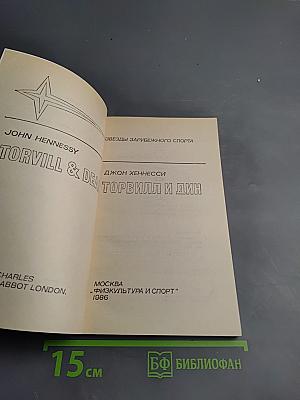 JOHN HENNESSY
TORVILL & DEAN
CHARLES
ABBOT LONDON.
ЗВЕЗДЫ ЗАРУБЕЖНОГО СПОРТА
ДЖОН ХЕННЕССИ
ТОРВИЛЛ И ДИН
МОСКВА
„ФИЗКУЛЬТУРА И СПОРТ"
1986
15 см
БФ БИБЛИОФАН